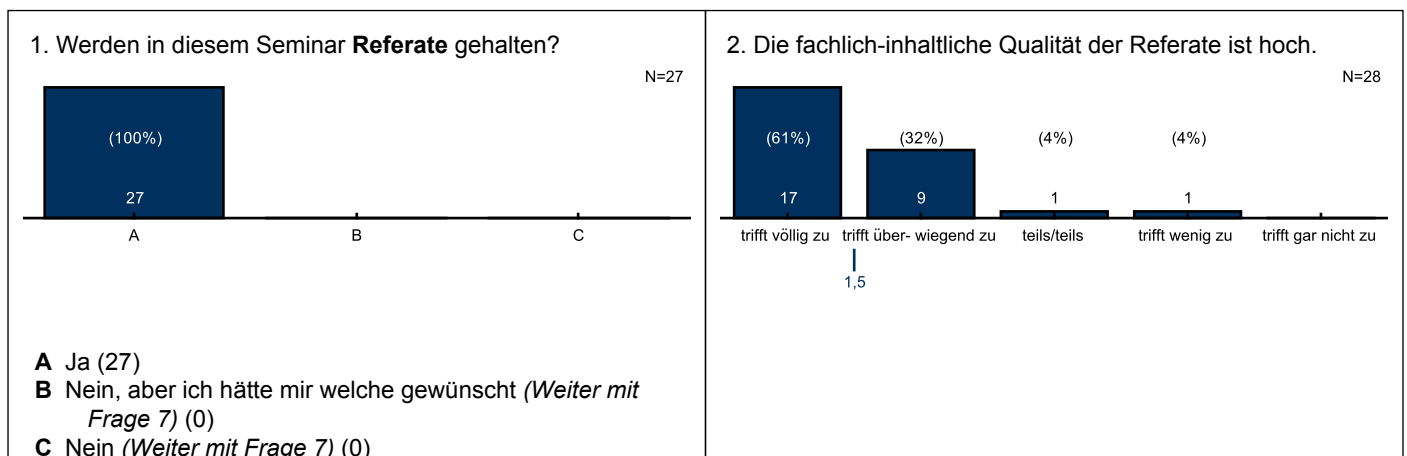 1. Werden in diesem Seminar Referate gehalten?
N=27
(100%)
27
A B C
A Ja (27)
B Nein, aber ich hätte mir welche gewünscht (Weiter mit
Frage 7) (0)
C Nein (Weiter mit Frage 7) (0)
2. Die fachlich-inhaltliche Qualität der Referate ist hoch.
N=28
(61%) (32%) (4%) (4%)
17 9 1 1
trifft völlig zu trifft über- wiegend zu teils/teils trifft wenig zu trifft gar nicht zu
1,5